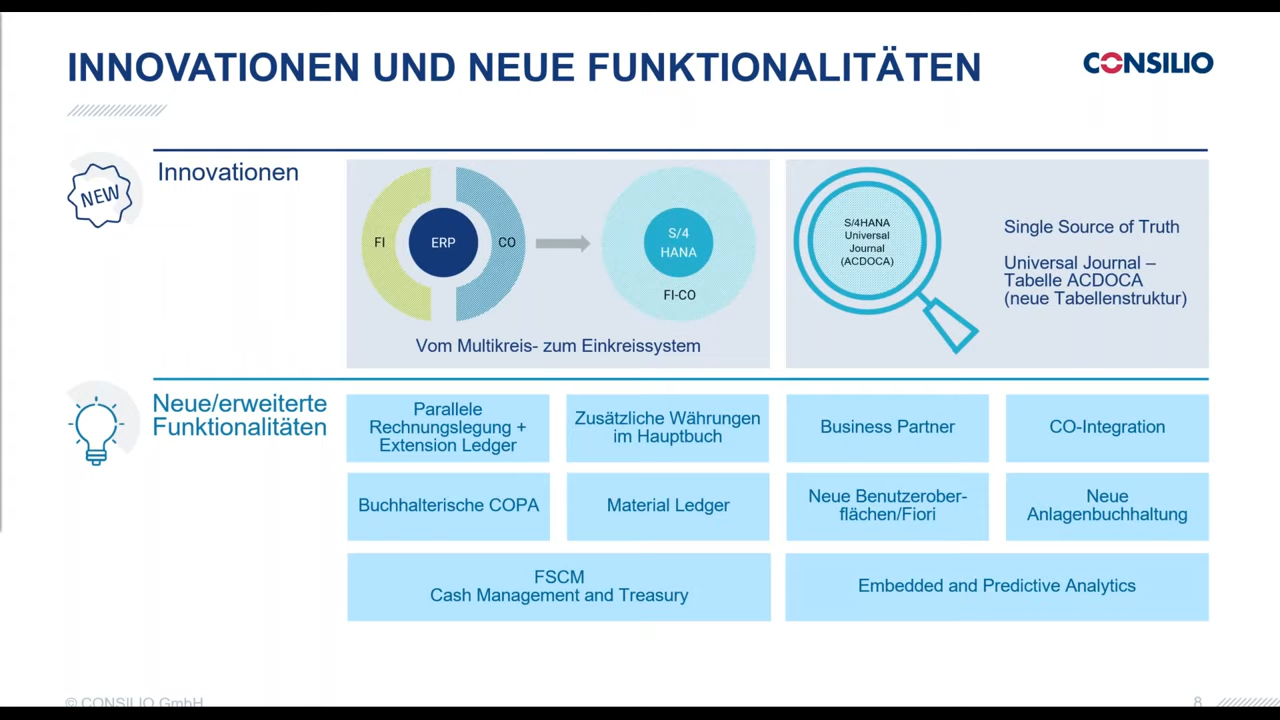 INNOVATIONEN UND NEUE FUNKTIONALITÄTEN
CONSILIO
NEW
Innovationen
FI
ERP
CO
S/4
HANA
FI-CO
Vom Multikreis- zum Einkreissystem
S/4HANA
Universal
Journal
(ACDOCA)
Single Source of Truth
Universal Journal –
Tabelle ACDOCA
(neue Tabellenstruktur)
Neue/erweiterte
Funktionalitäten
Parallele
Rechnungslegung +
Extension Ledger
Zusätzliche Währungen
im Hauptbuch
Business Partner
CO-Integration
Buchhalterische COPA
Material Ledger
Neue Benutzerober-
flächen/Fiori
Neue
Anlagenbuchhaltung
FSCM
Cash Management and Treasury
Embedded and Predictive Analytics
© CONSILIO GmbH
8